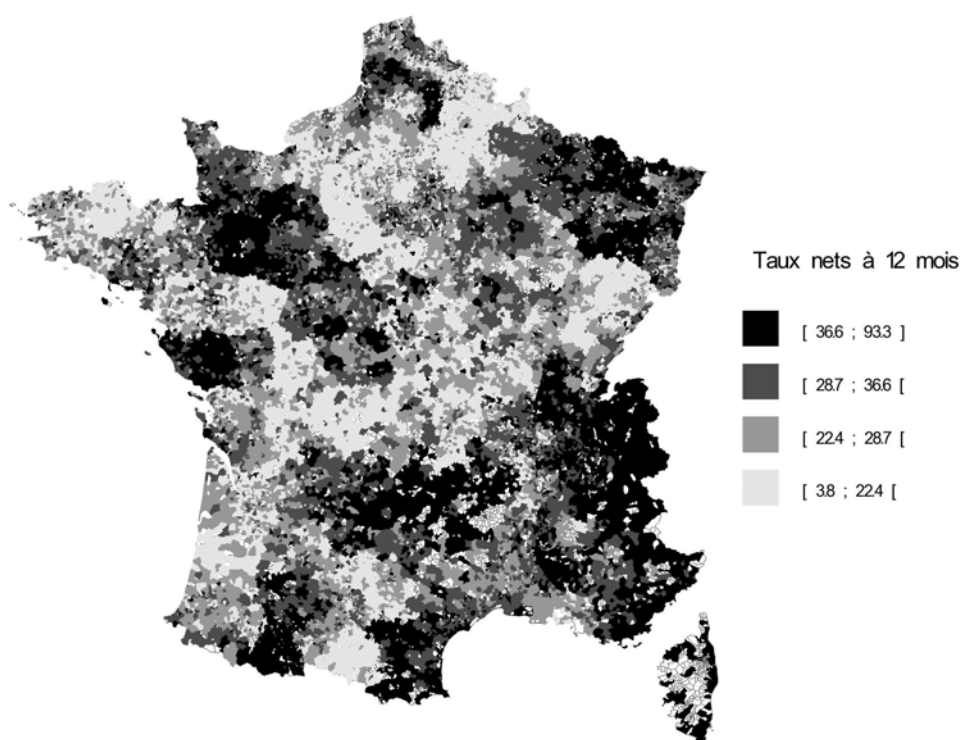 Taux nets à 12 mois
[ 36.6 ; 93.3 ]
[ 28.7 ; 36.6 [
[ 22.4 ; 28.7 [
[ 3.8 ; 22.4 [